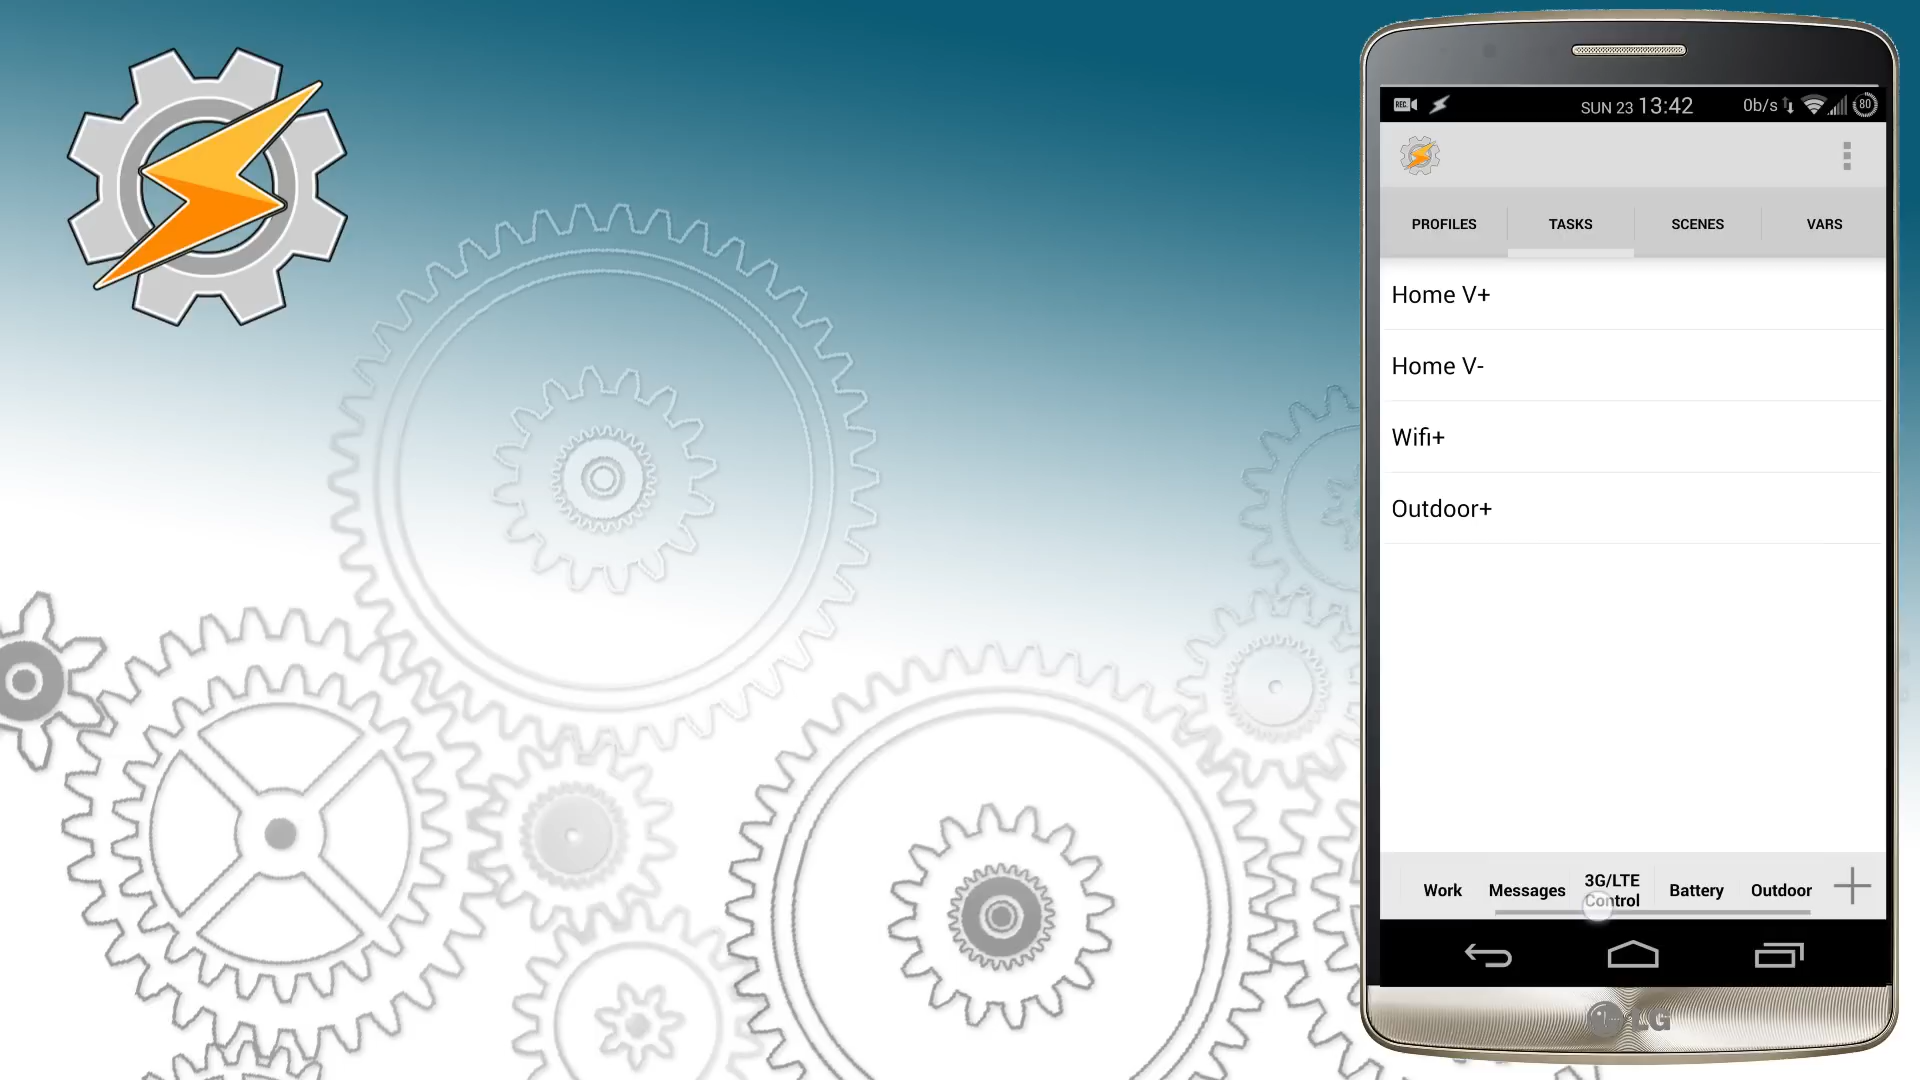 REC
SUN 23 13:42
0b/s
80
PROFILES
TASKS
SCENES
VARS
Home V+
Home V-
Wifi+
Outdoor+
Work
Messages
3G/LTE
Control
Battery
Outdoor
LG